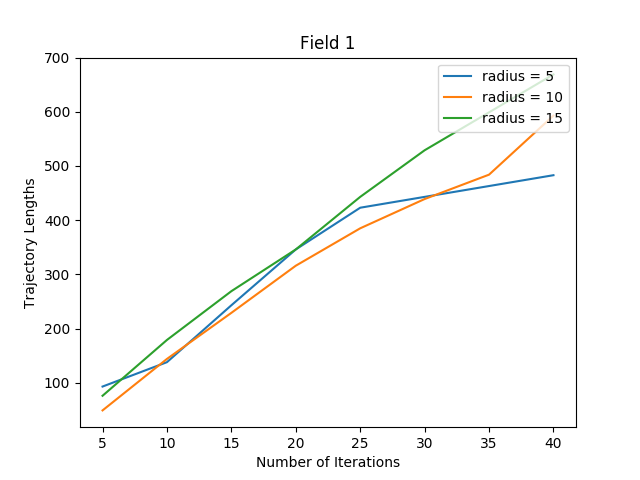 Field 1
700
600
500
400
300
200
100
Trajectory Lengths
radius = 5
radius = 10
radius = 15
5 10 15 20 25 30 35 40
Number of Iterations